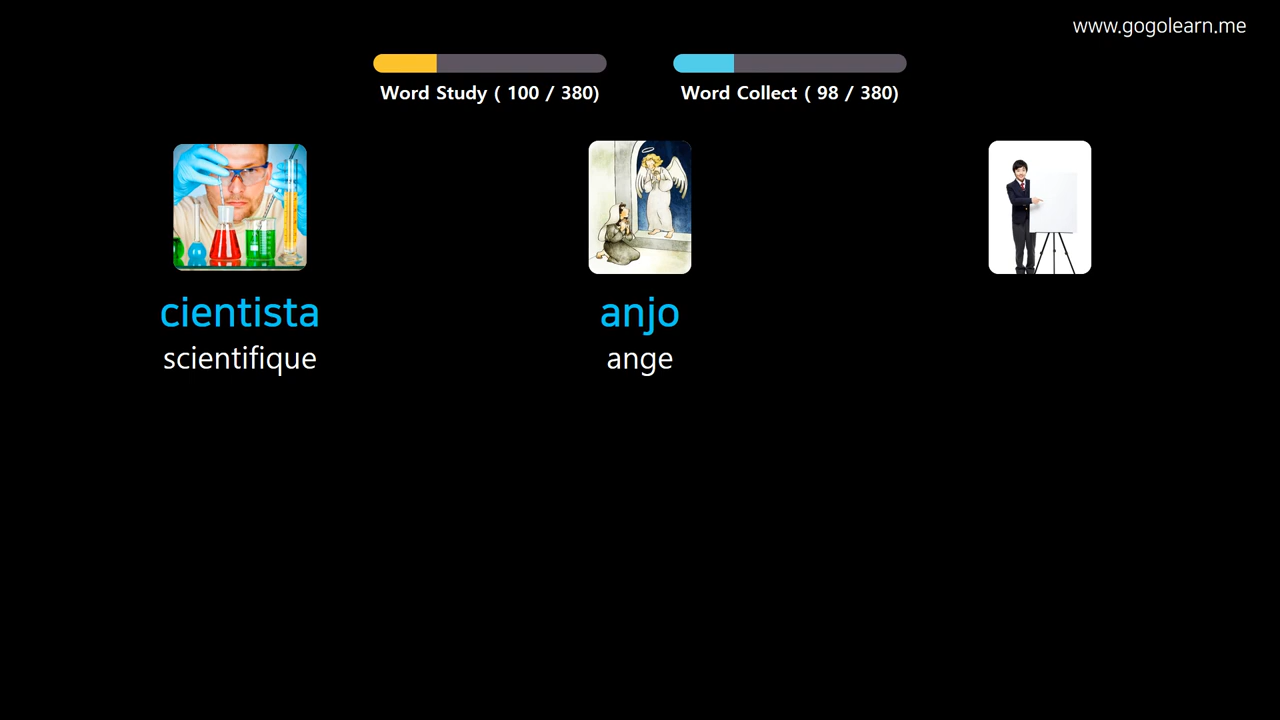 www.gogolearn.me
Word Study ( 100 / 380)
Word Collect ( 98 / 380)
cientista
scientifique
anjo
ange